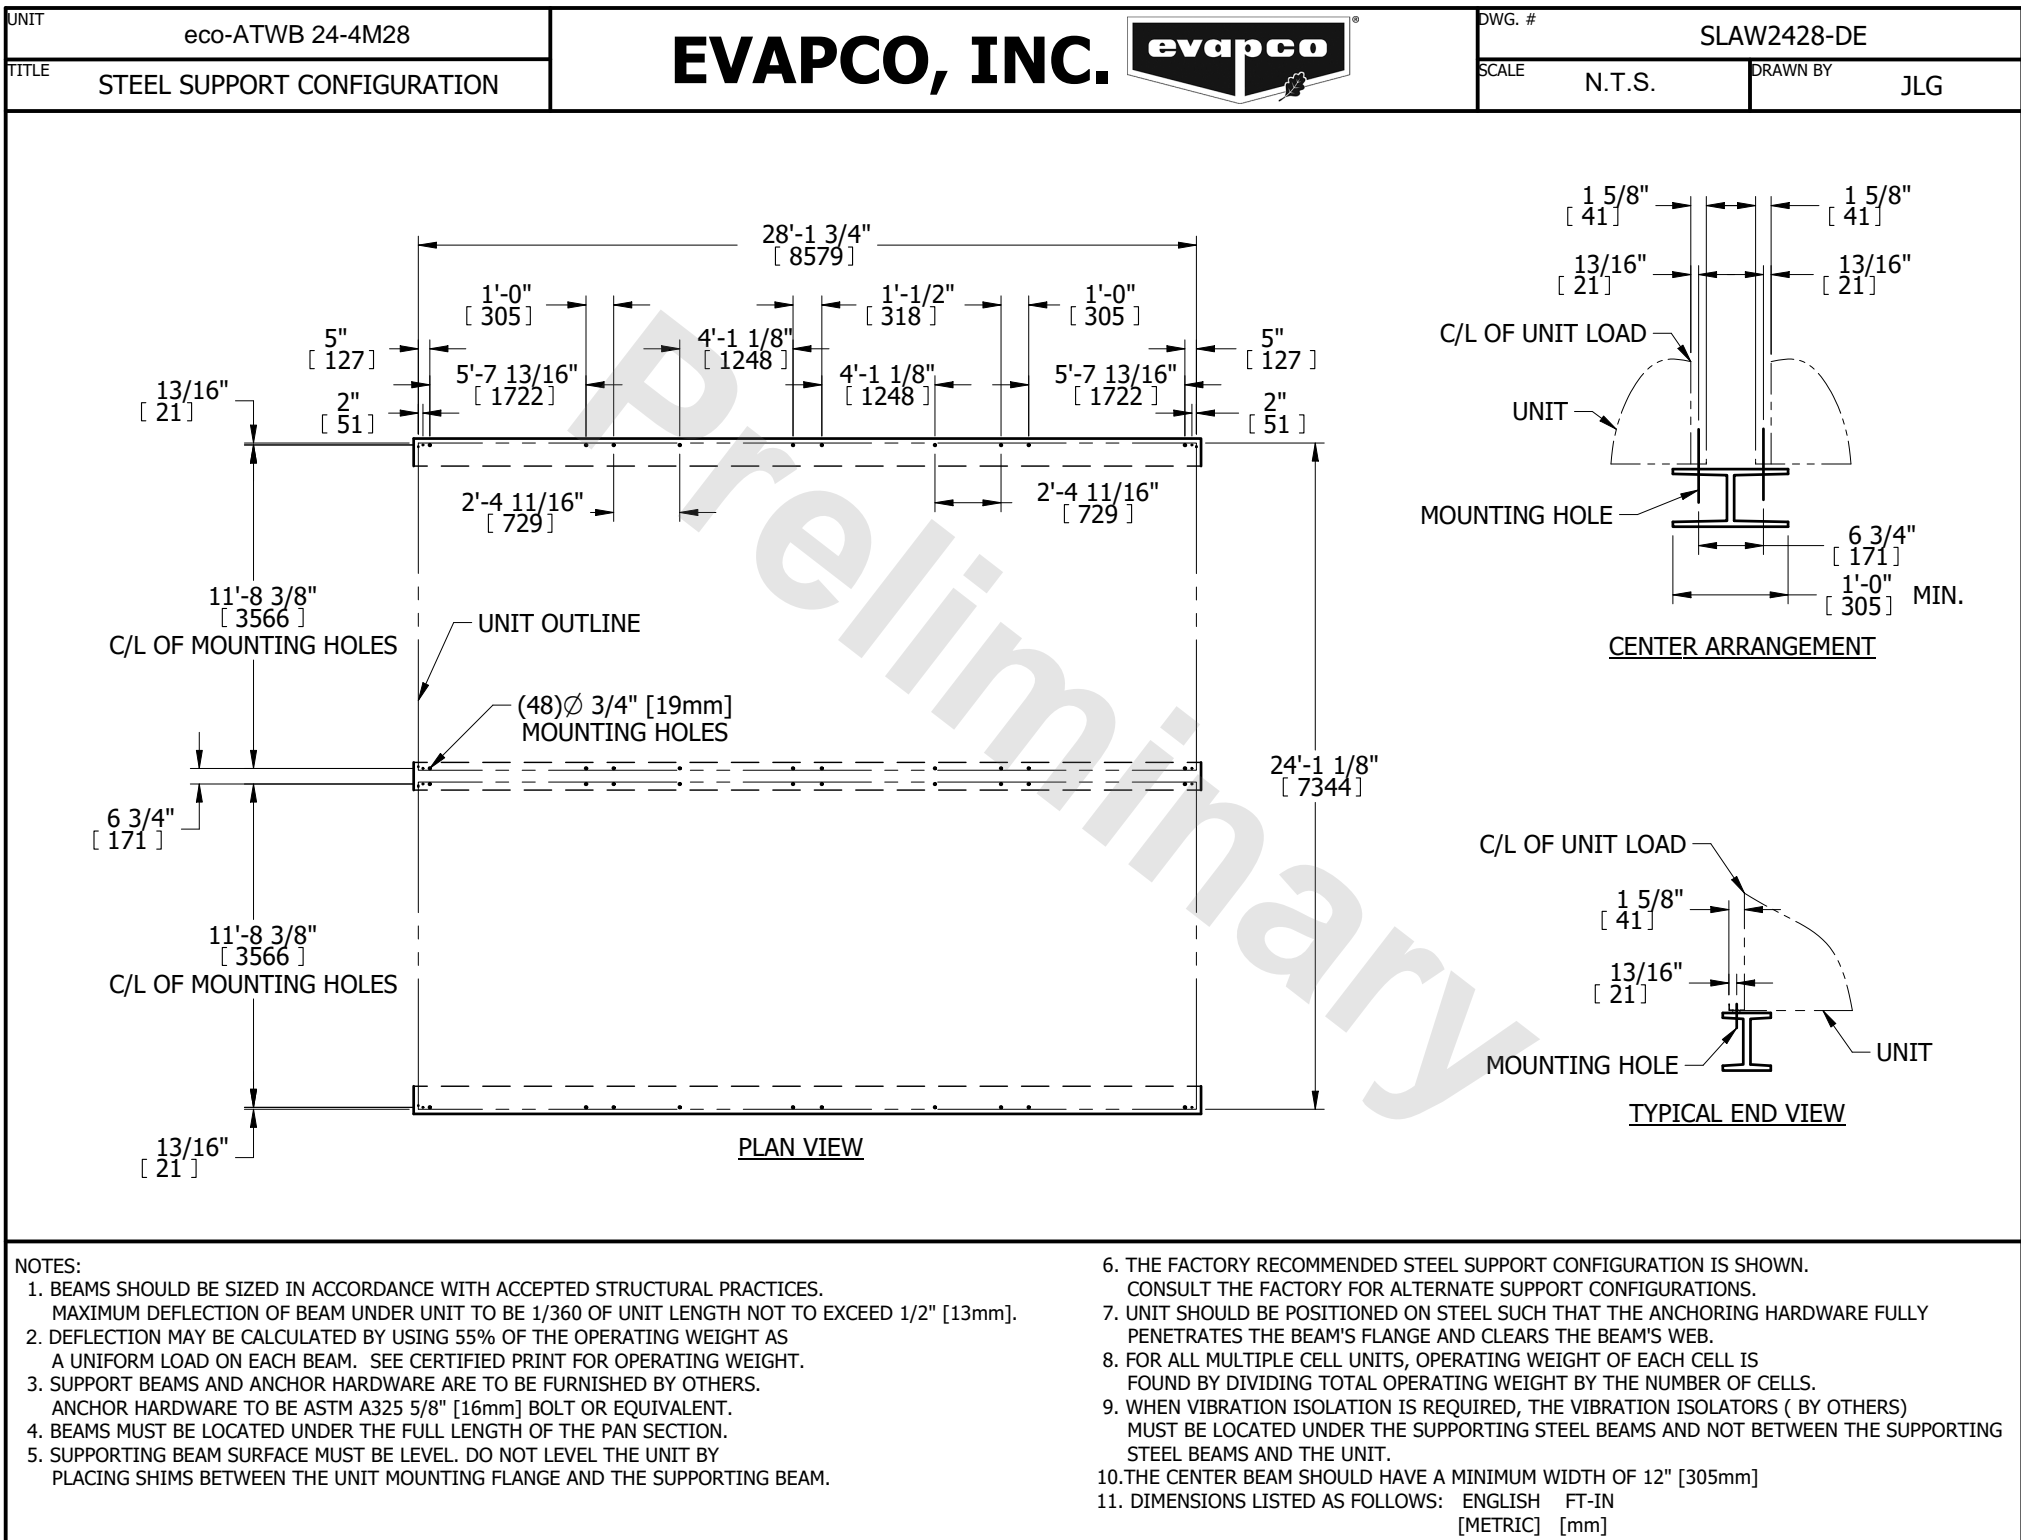 UNIT
eco-ATWB 24-4M28
TITLE
STEEL SUPPORT CONFIGURATION
EVAPCO, INC.
evapco
®
DWG. #
SLAW2428-DE
SCALE
N.T.S.
DRAWN BY
JLG
28'-1 3/4"
[ 8579 ]
1'-0"
[ 305 ]
1'-1/2"
[ 318 ]
1'-0"
[ 305 ]
5"
[ 127 ]
4'-1 1/8"
[ 1248 ]
5"
[ 127 ]
5'-7 13/16"
[ 1722 ]
4'-1 1/8"
[ 1248 ]
5'-7 13/16"
[ 1722 ]
13/16"
[ 21 ]
2"
[ 51 ]
2"
[ 51 ]
2'-4 11/16"
[ 729 ]
2'-4 11/16"
[ 729 ]
11'-8 3/8"
[ 3566 ]
C/L OF MOUNTING HOLES
UNIT OUTLINE
(48)Ø 3/4" [19mm]
MOUNTING HOLES
6 3/4"
[ 171 ]
24'-1 1/8"
[ 7344 ]
11'-8 3/8"
[ 3566 ]
C/L OF MOUNTING HOLES
13/16"
[ 21 ]
PLAN VIEW
Preliminary
1 5/8"
[ 41 ]
1 5/8"
[ 41 ]
13/16"
[ 21 ]
13/16"
[ 21 ]
C/L OF UNIT LOAD
UNIT
MOUNTING HOLE
6 3/4"
[ 171 ]
1'-0"
[ 305 ] MIN.
CENTER ARRANGEMENT
C/L OF UNIT LOAD
1 5/8"
[ 41 ]
13/16"
[ 21 ]
MOUNTING HOLE
UNIT
TYPICAL END VIEW
NOTES:
1. BEAMS SHOULD BE SIZED IN ACCORDANCE WITH ACCEPTED STRUCTURAL PRACTICES.
MAXIMUM DEFLECTION OF BEAM UNDER UNIT TO BE 1/360 OF UNIT LENGTH NOT TO EXCEED 1/2" [13mm].
2. DEFLECTION MAY BE CALCULATED BY USING 55% OF THE OPERATING WEIGHT AS
A UNIFORM LOAD ON EACH BEAM. SEE CERTIFIED PRINT FOR OPERATING WEIGHT.
3. SUPPORT BEAMS AND ANCHOR HARDWARE ARE TO BE FURNISHED BY OTHERS.
ANCHOR HARDWARE TO BE ASTM A325 5/8" [16mm] BOLT OR EQUIVALENT.
4. BEAMS MUST BE LOCATED UNDER THE FULL LENGTH OF THE PAN SECTION.
5. SUPPORTING BEAM SURFACE MUST BE LEVEL. DO NOT LEVEL THE UNIT BY
PLACING SHIMS BETWEEN THE UNIT MOUNTING FLANGE AND THE SUPPORTING BEAM.
6. THE FACTORY RECOMMENDED STEEL SUPPORT CONFIGURATION IS SHOWN.
CONSULT THE FACTORY FOR ALTERNATE SUPPORT CONFIGURATIONS.
7. UNIT SHOULD BE POSITIONED ON STEEL SUCH THAT THE ANCHORING HARDWARE FULLY
PENETRATES THE BEAM'S FLANGE AND CLEARS THE BEAM'S WEB.
8. FOR ALL MULTIPLE CELL UNITS, OPERATING WEIGHT OF EACH CELL IS
FOUND BY DIVIDING TOTAL OPERATING WEIGHT BY THE NUMBER OF CELLS.
9. WHEN VIBRATION ISOLATION IS REQUIRED, THE VIBRATION ISOLATORS ( BY OTHERS)
MUST BE LOCATED UNDER THE SUPPORTING STEEL BEAMS AND NOT BETWEEN THE SUPPORTING
STEEL BEAMS AND THE UNIT.
10.THE CENTER BEAM SHOULD HAVE A MINIMUM WIDTH OF 12" [305mm]
11. DIMENSIONS LISTED AS FOLLOWS: ENGLISH FT-IN
[METRIC] [mm]